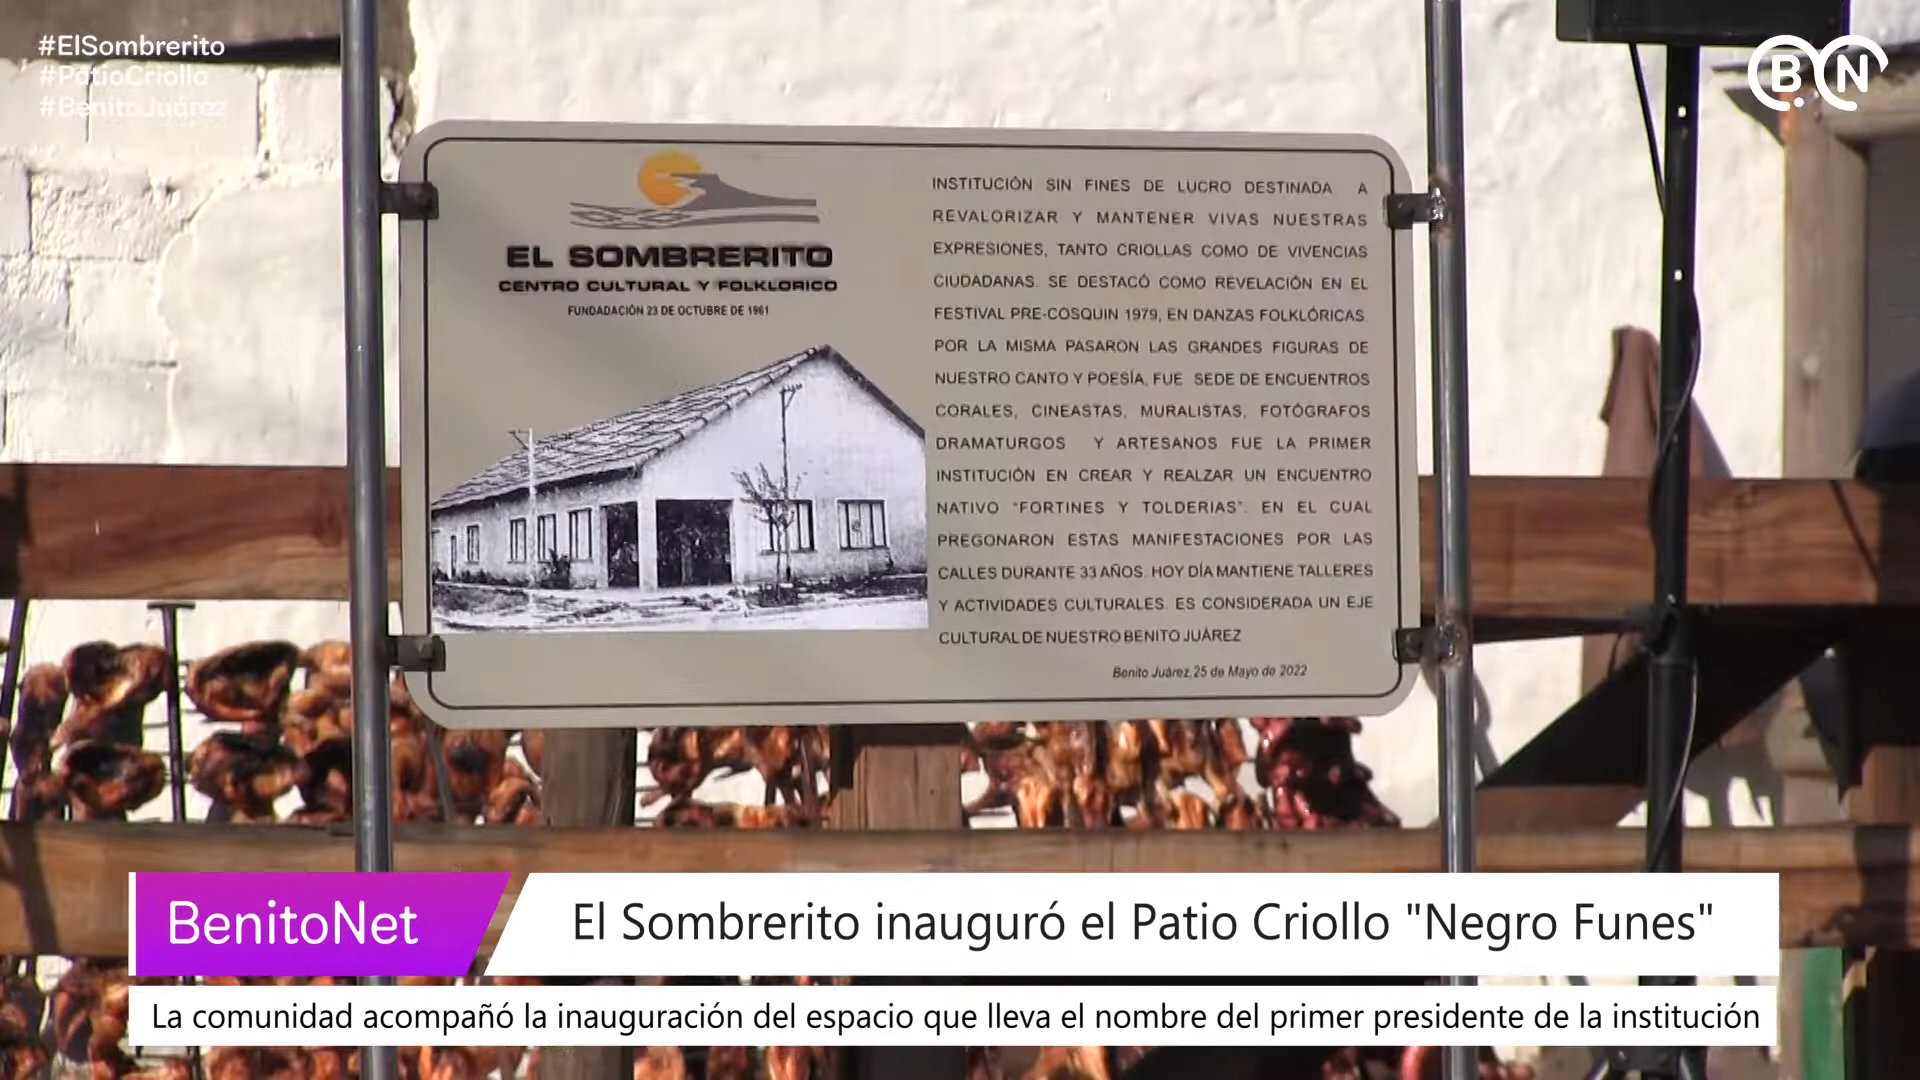 #ElSombrerito
#PatioCriollo
#BenitoJuárez
B.N
EL SOMBRERITO
CENTRO CULTURAL Y FOLKLORICO
FUNDADACIÓN 23 DE OCTUBRE DE 1961
INSTITUCIÓN SIN FINES DE LUCRO DESTINADA A
REVALORIZAR Y MANTENER VIVAS NUESTRAS
EXPRESIONES, TANTO CRIOLLAS COMO DE VIVENCIAS
CIUDADANAS. SE DESTACÓ COMO REVELACIÓN EN EL
FESTIVAL PRE-COSQUIN 1979, EN DANZAS FOLKLÓRICAS.
POR LA MISMA PASARON LAS GRANDES FIGURAS DE
NUESTRO CANTO Y POESÍA, FUE SEDE DE ENCUENTROS
CORALES, CINEASTAS, MURALISTAS, FOTÓGRAFOS
DRAMATURGOS Y ARTESANOS FUE LA PRIMER
INSTITUCIÓN EN CREAR Y REALZAR UN ENCUENTRO
NATIVO "FORTINES Y TOLDERIAS". EN EL CUAL
PREGONARON ESTAS MANIFESTACIONES POR LAS
CALLES DURANTE 33 AÑOS. HOY DÍA MANTIENE TALLERES
Y ACTIVIDADES CULTURALES. ES CONSIDERADA UN EJE
CULTURAL DE NUESTRO BENITO JUÁREZ
Benito Juárez, 25 de Mayo de 2022
BenitoNet
El Sombrerito inauguró el Patio Criollo "Negro Funes"
La comunidad acompañó la inauguración del espacio que lleva el nombre del primer presidente de la institución